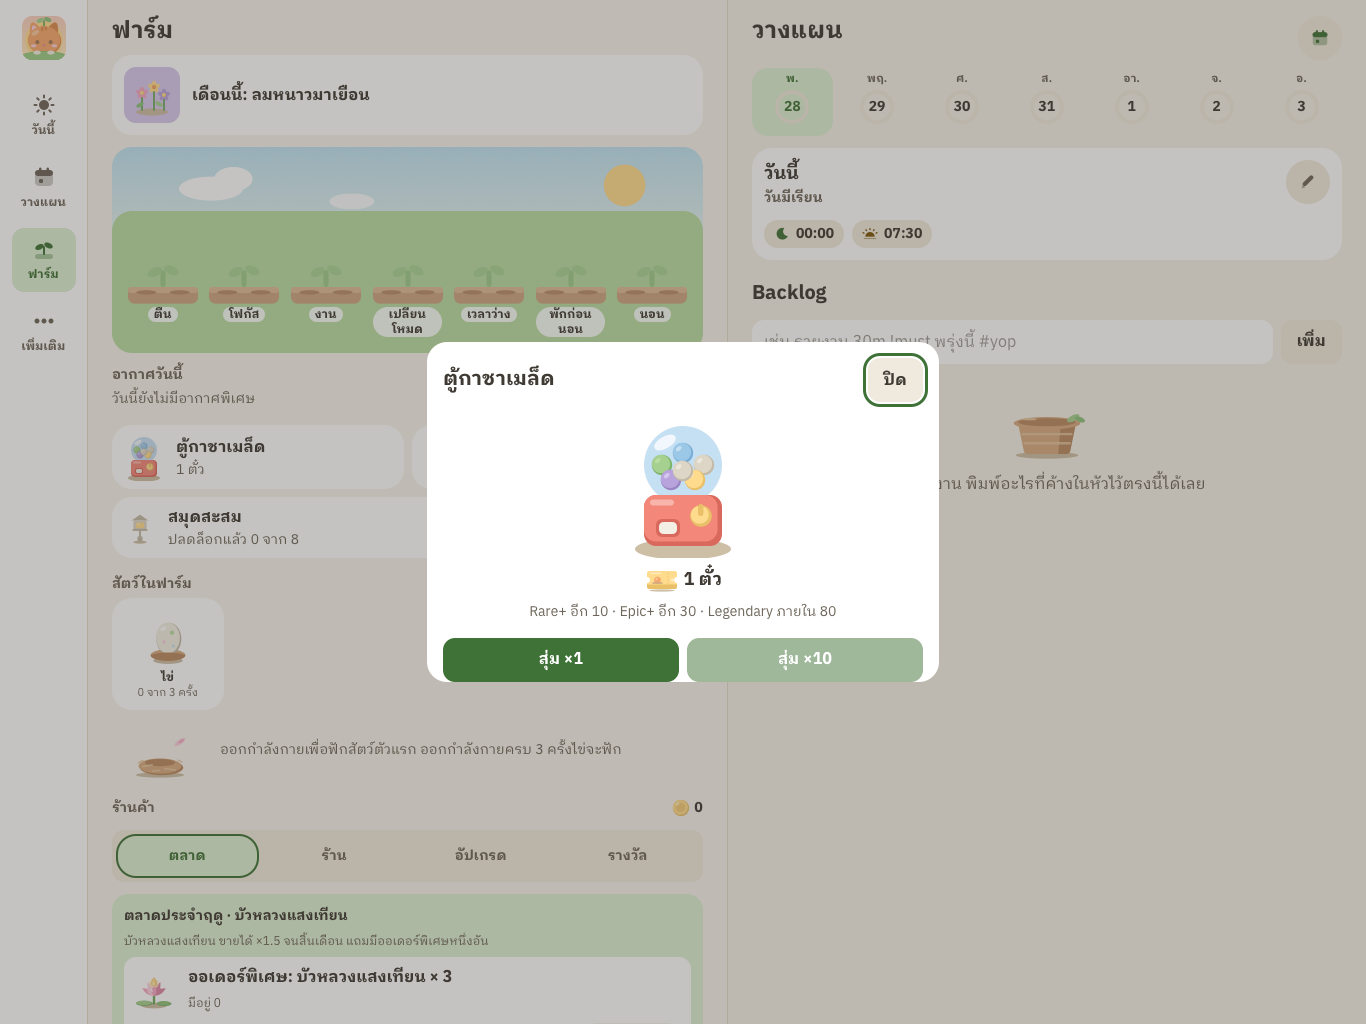 วันนี้
วางแผน
ฟาร์ม
เพิ่มเติม
ฟาร์ม
เดือนนี้: ลมหนาวมาเยือน
ตื่น
โฟกัส
งาน
เปลี่ยน
โหมด
เวลาว่าง
พักก่อน
นอน
นอน
อากาศวันนี้
วันนี้ยังไม่มีอากาศพิเศษ
ตู้กาชาเมล็ด
1 ตั๋ว
สมุดสะสม
ปลดล็อกแล้ว 0 จาก 8
สัตว์ในฟาร์ม
ไข่
0 จาก 3 ครั้ง
ออกกำลังกายเพื่อฟักสัตว์ตัวแรก ออกกำลังกายครบ 3 ครั้งไข่จะฟัก
ร้านค้า
0
ตลาด
ร้าน
อัปเกรด
รางวัล
ตลาดประจำฤดู · บัวหลวงแสงเทียน
บัวหลวงแสงเทียน ขายได้ ×1.5 จนสิ้นเดือน แถมมีออเดอร์พิเศษหนึ่งอัน
ออเดอร์พิเศษ: บัวหลวงแสงเทียน × 3
มีอยู่ 0
ตู้กาชาเมล็ด
ปิด
1 ตั๋ว
Rare+ อีก 10 · Epic+ อีก 30 · Legendary ภายใน 80
สุ่ม ×1
สุ่ม ×10
วางแผน
พ. พฤ. ศ. ส. อา. จ. อ.
28 29 30 31 1 2 3
วันนี้
วันมีเรียน
00:00
07:30
Backlog
เช่น รายงาน 30m !must พรุ่งนี้ #yop
เพิ่ม
งาน พิมพ์อะไรที่ค้างในหัวไว้ตรงนี้ได้เลย